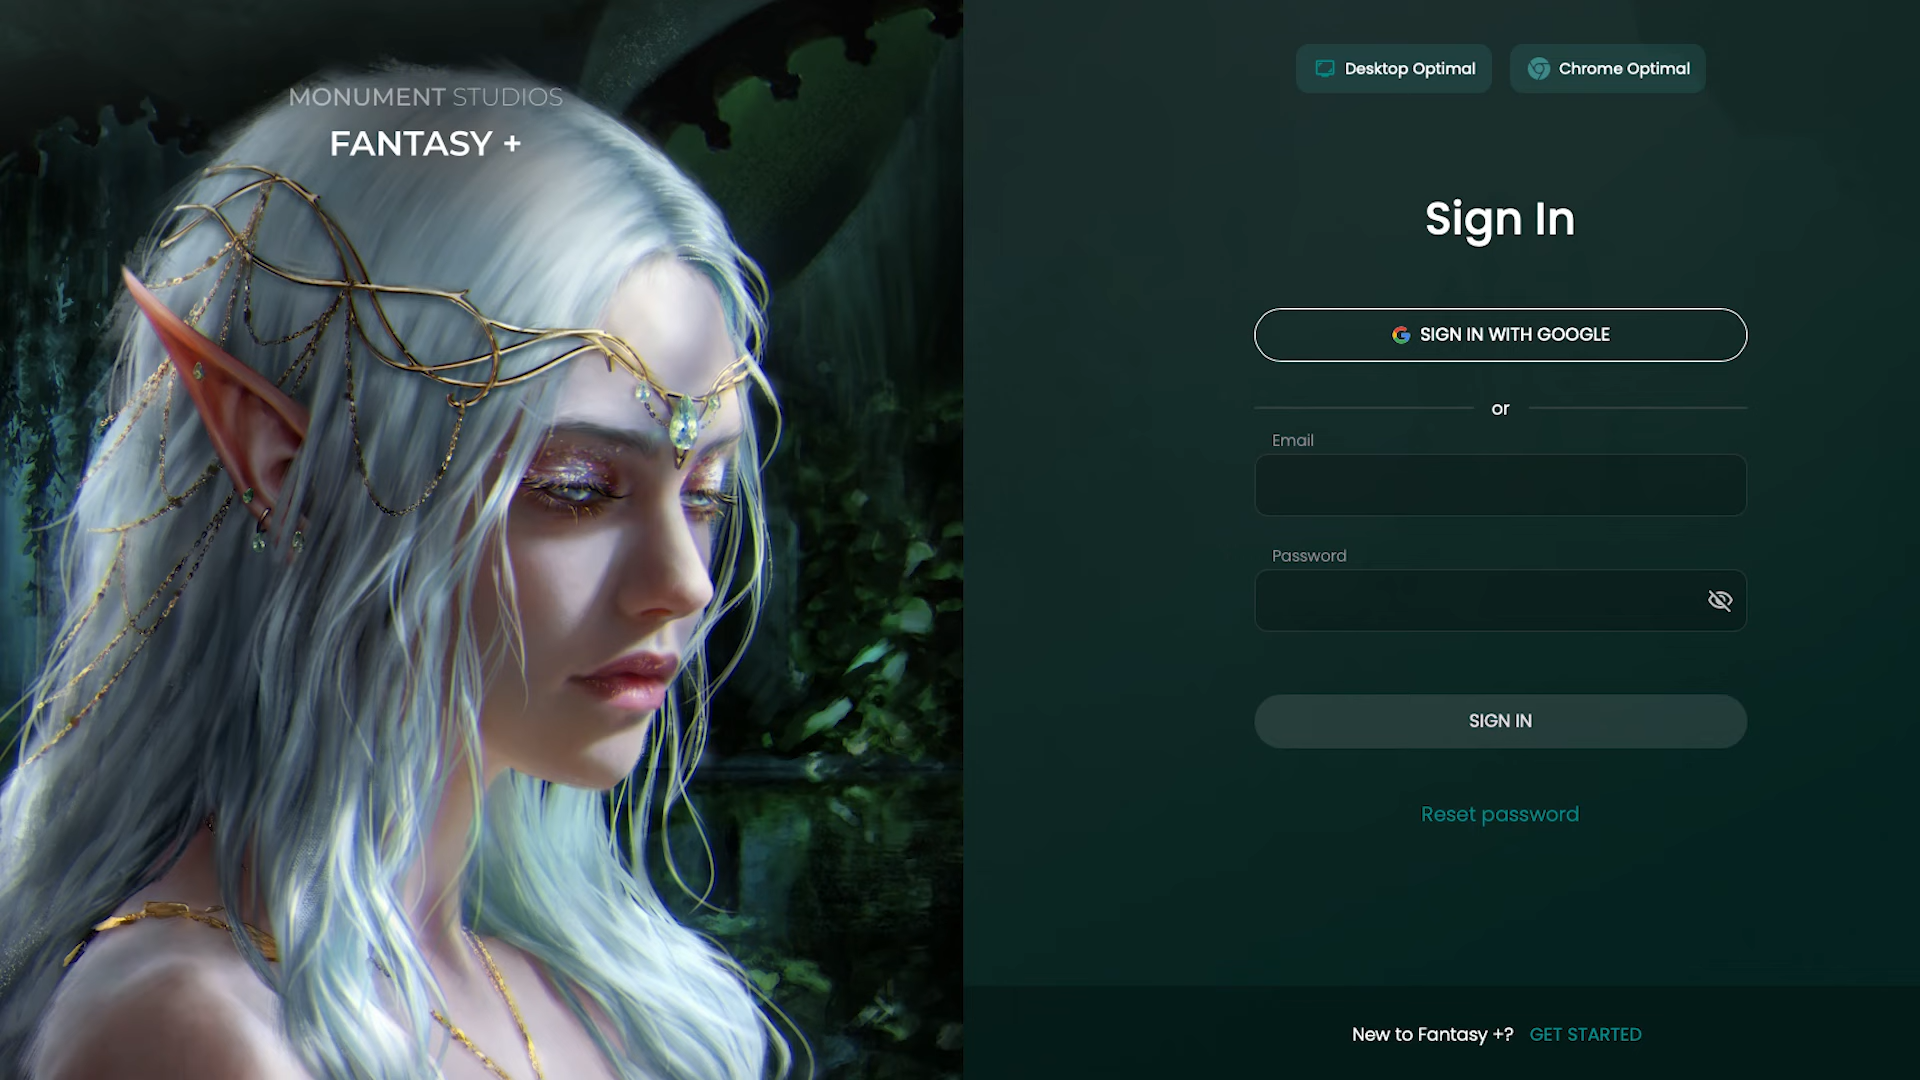 MONUMENT STUDIOS
FANTASY +
Desktop Optimal
Chrome Optimal
Sign In
SIGN IN WITH GOOGLE
or
Email
Password
SIGN IN
Reset password
New to Fantasy +? GET STARTED